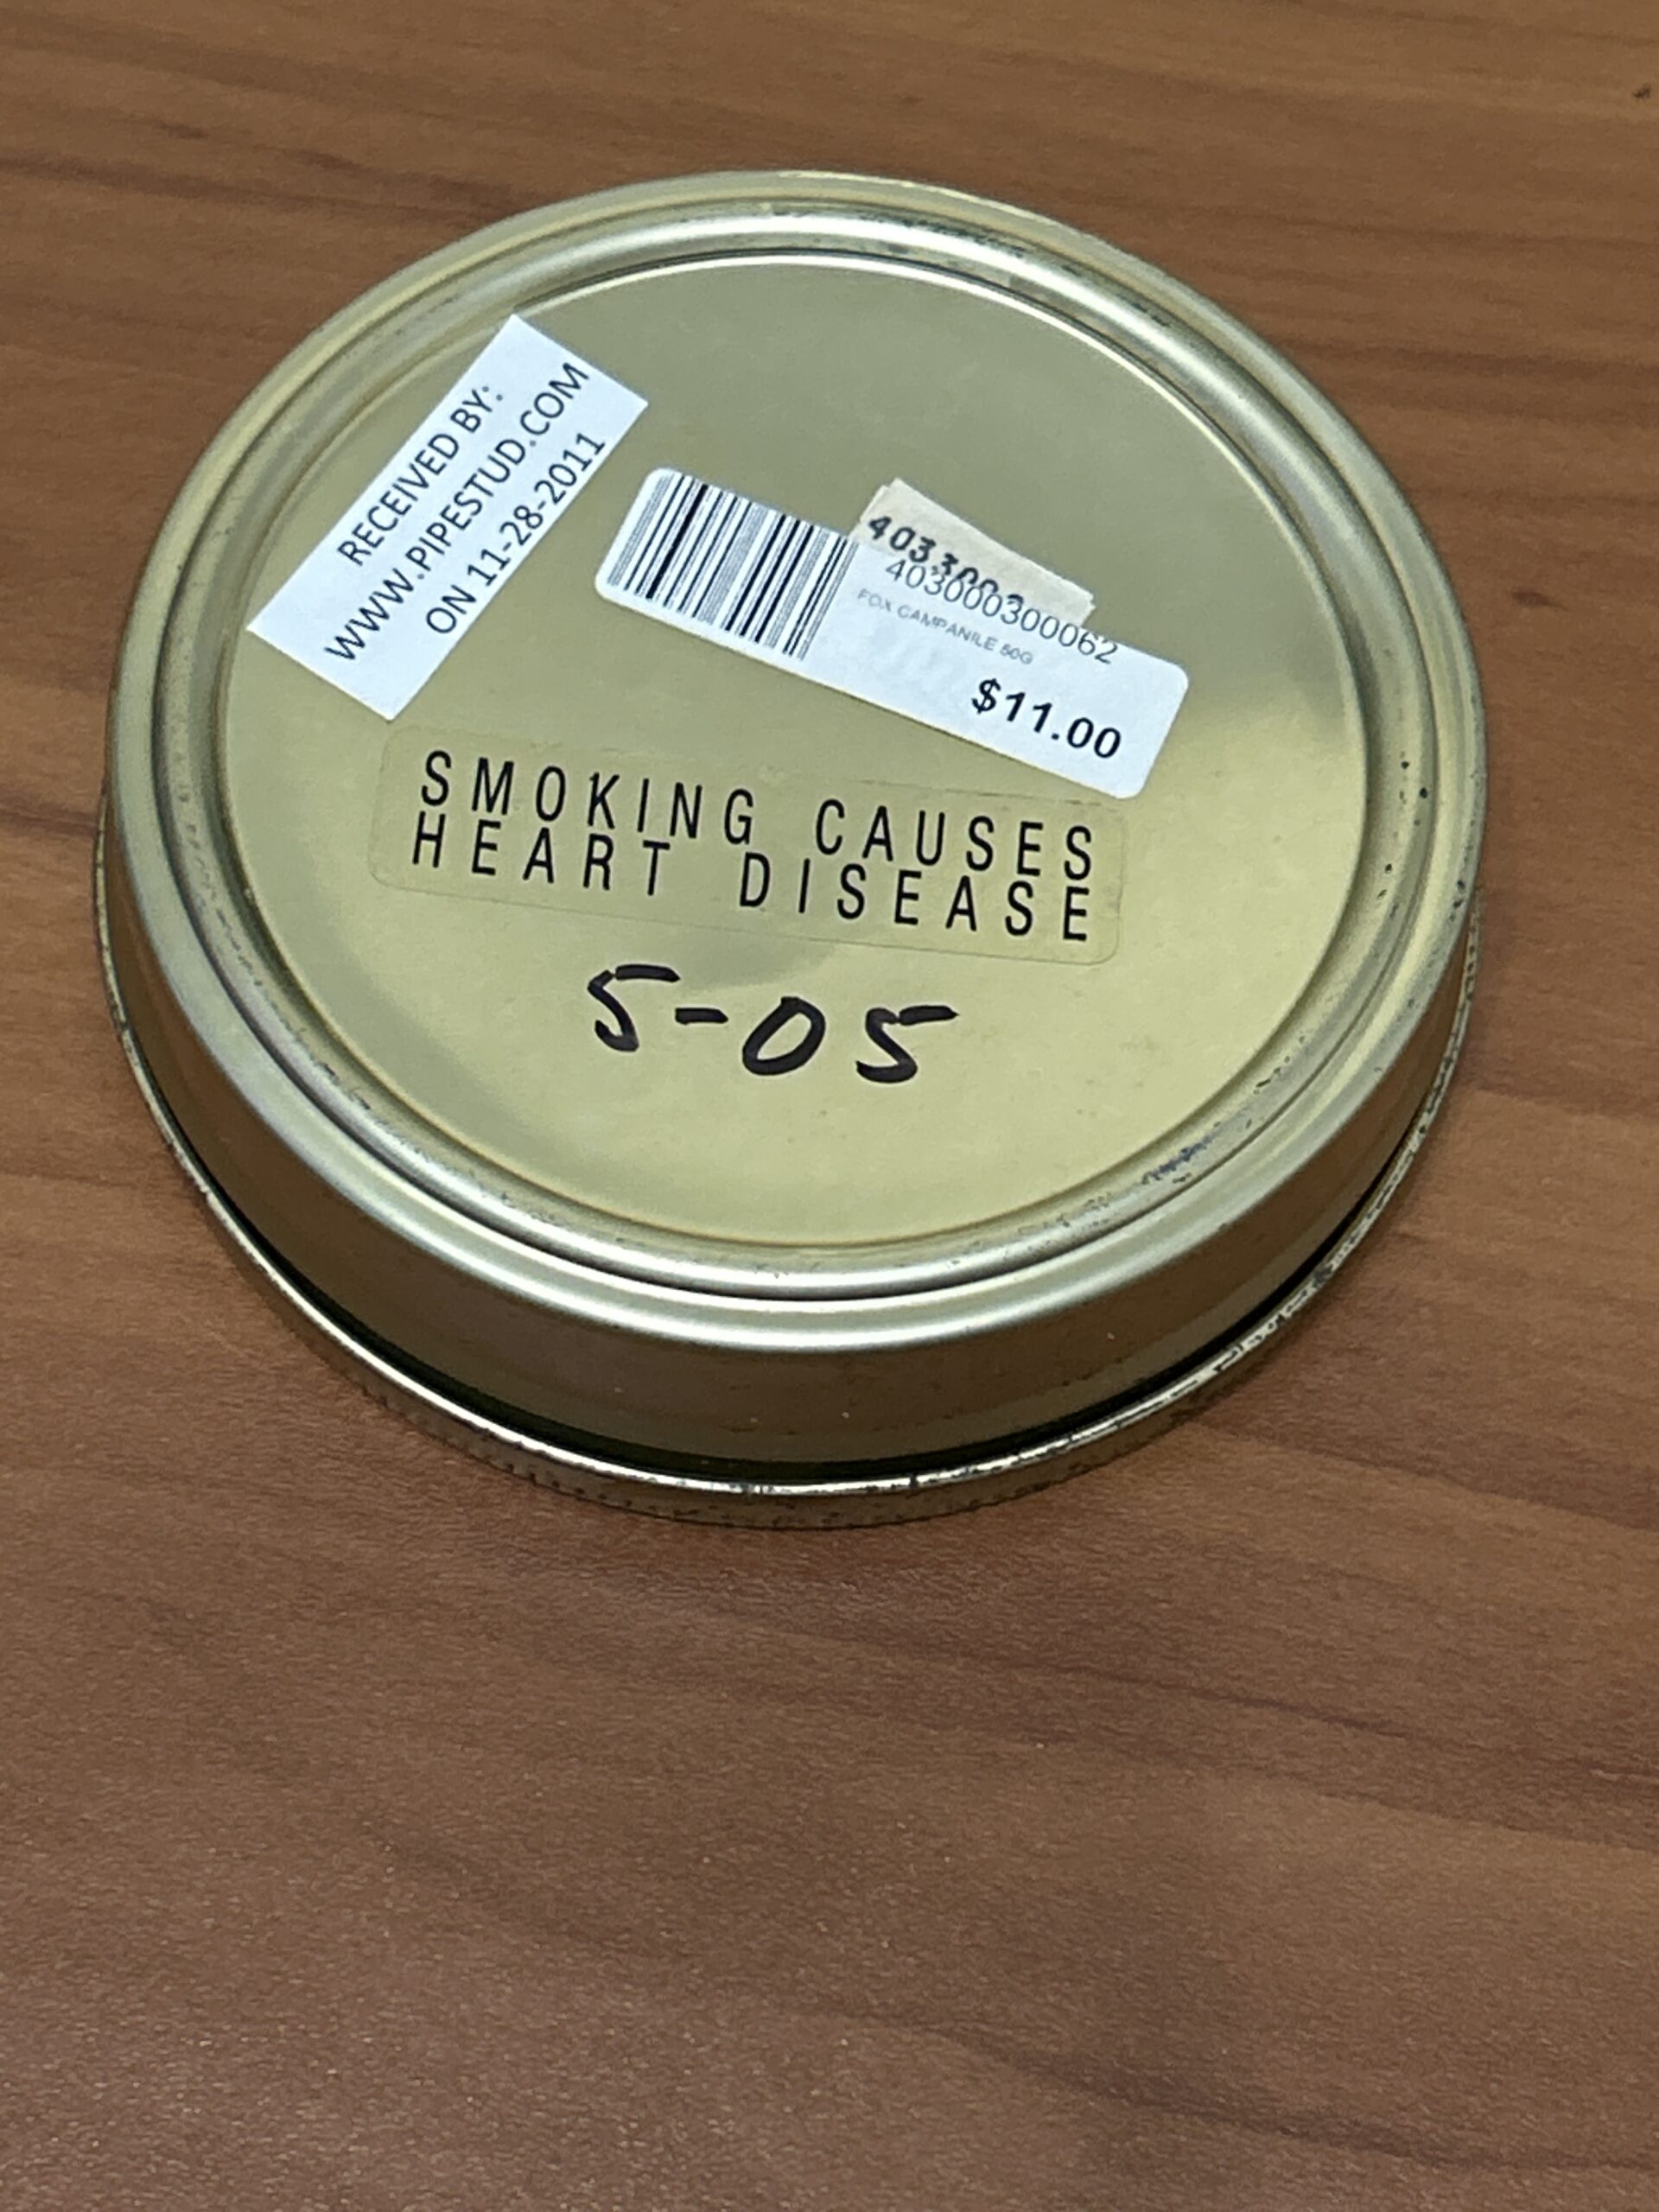 RECEIVED BY:
WWW.PIPESTUD.COM
ON 11-28-2011
403300
403000300062
FOX CAMPANILE 50G
$11.00
SMOKING CAUSES
HEART DISEASE
5-05